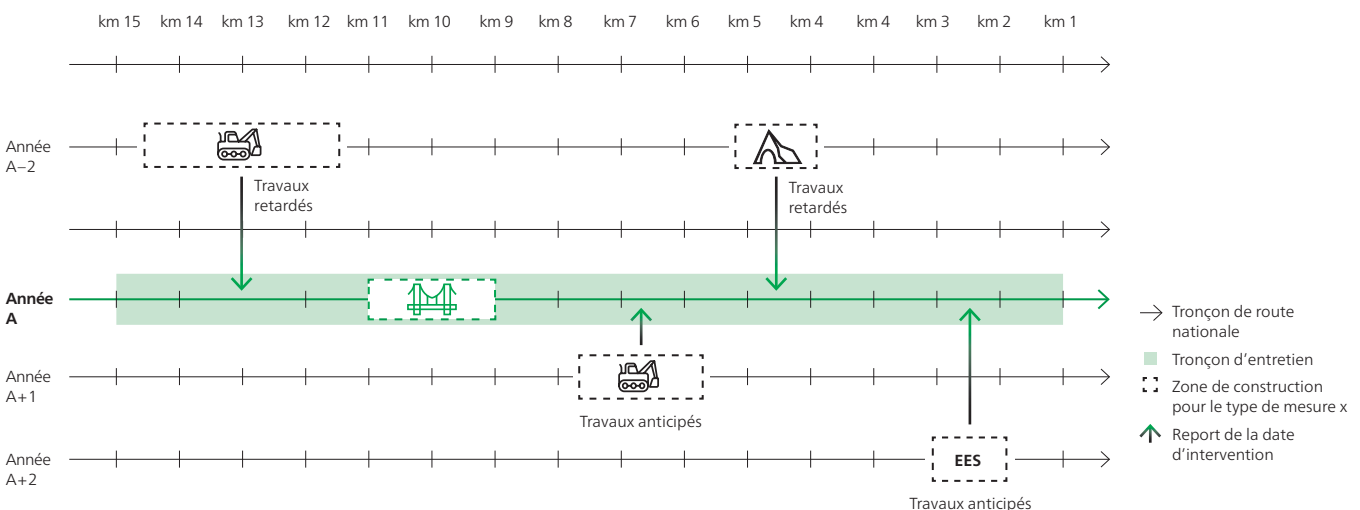 km 15 km 14 km 13 km 12 km 11 km 10 km 9 km 8 km 7 km 6 km 5 km 4 km 4 km 3 km 2 km 1
Année
A–2
Travaux
retardés
Travaux
retardés
Année
A
Année
A+1
Travaux anticipés
Année
A+2
EES
Travaux anticipés
Tronçon de route
nationale
Tronçon d’entretien
Zone de construction
pour le type de mesure x
Report de la date
d’intervention